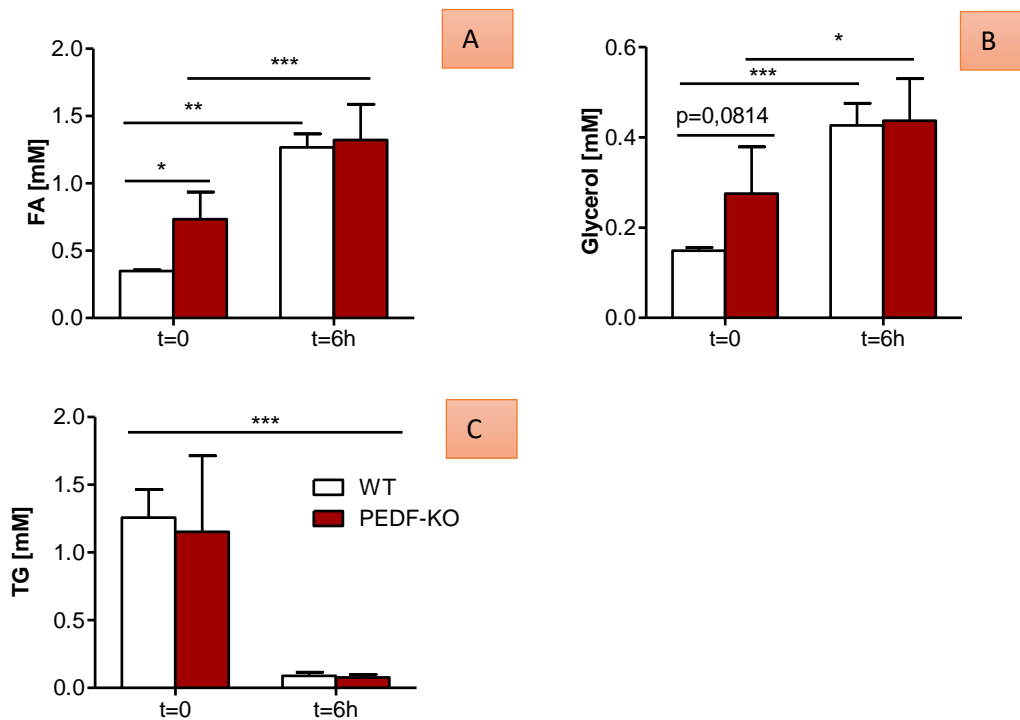 A
2.0
***
1.5
**
1.0
*
0.5
0.0
FA [mM]
t=0
t=6h
B
0.6
*
***
p=0,0814
0.4
0.2
0.0
Glycerol [mM]
t=0
t=6h
C
2.0
***
1.5
1.0
0.5
0.0
TG [mM]
WT
PEDF-KO
t=0
t=6h